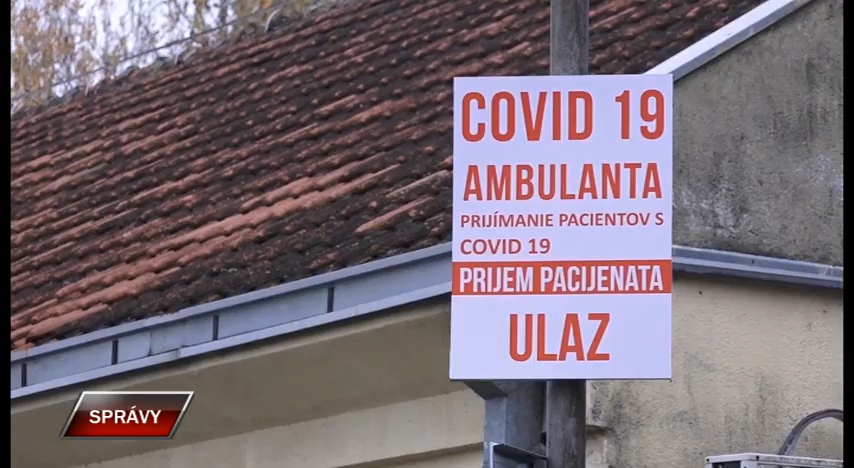 COVID 19
AMBULANTA
PRIJÍMANIE PACIENTOV S
COVID 19
PRIJEM PACIJENATA
ULAZ
SPRÁVY